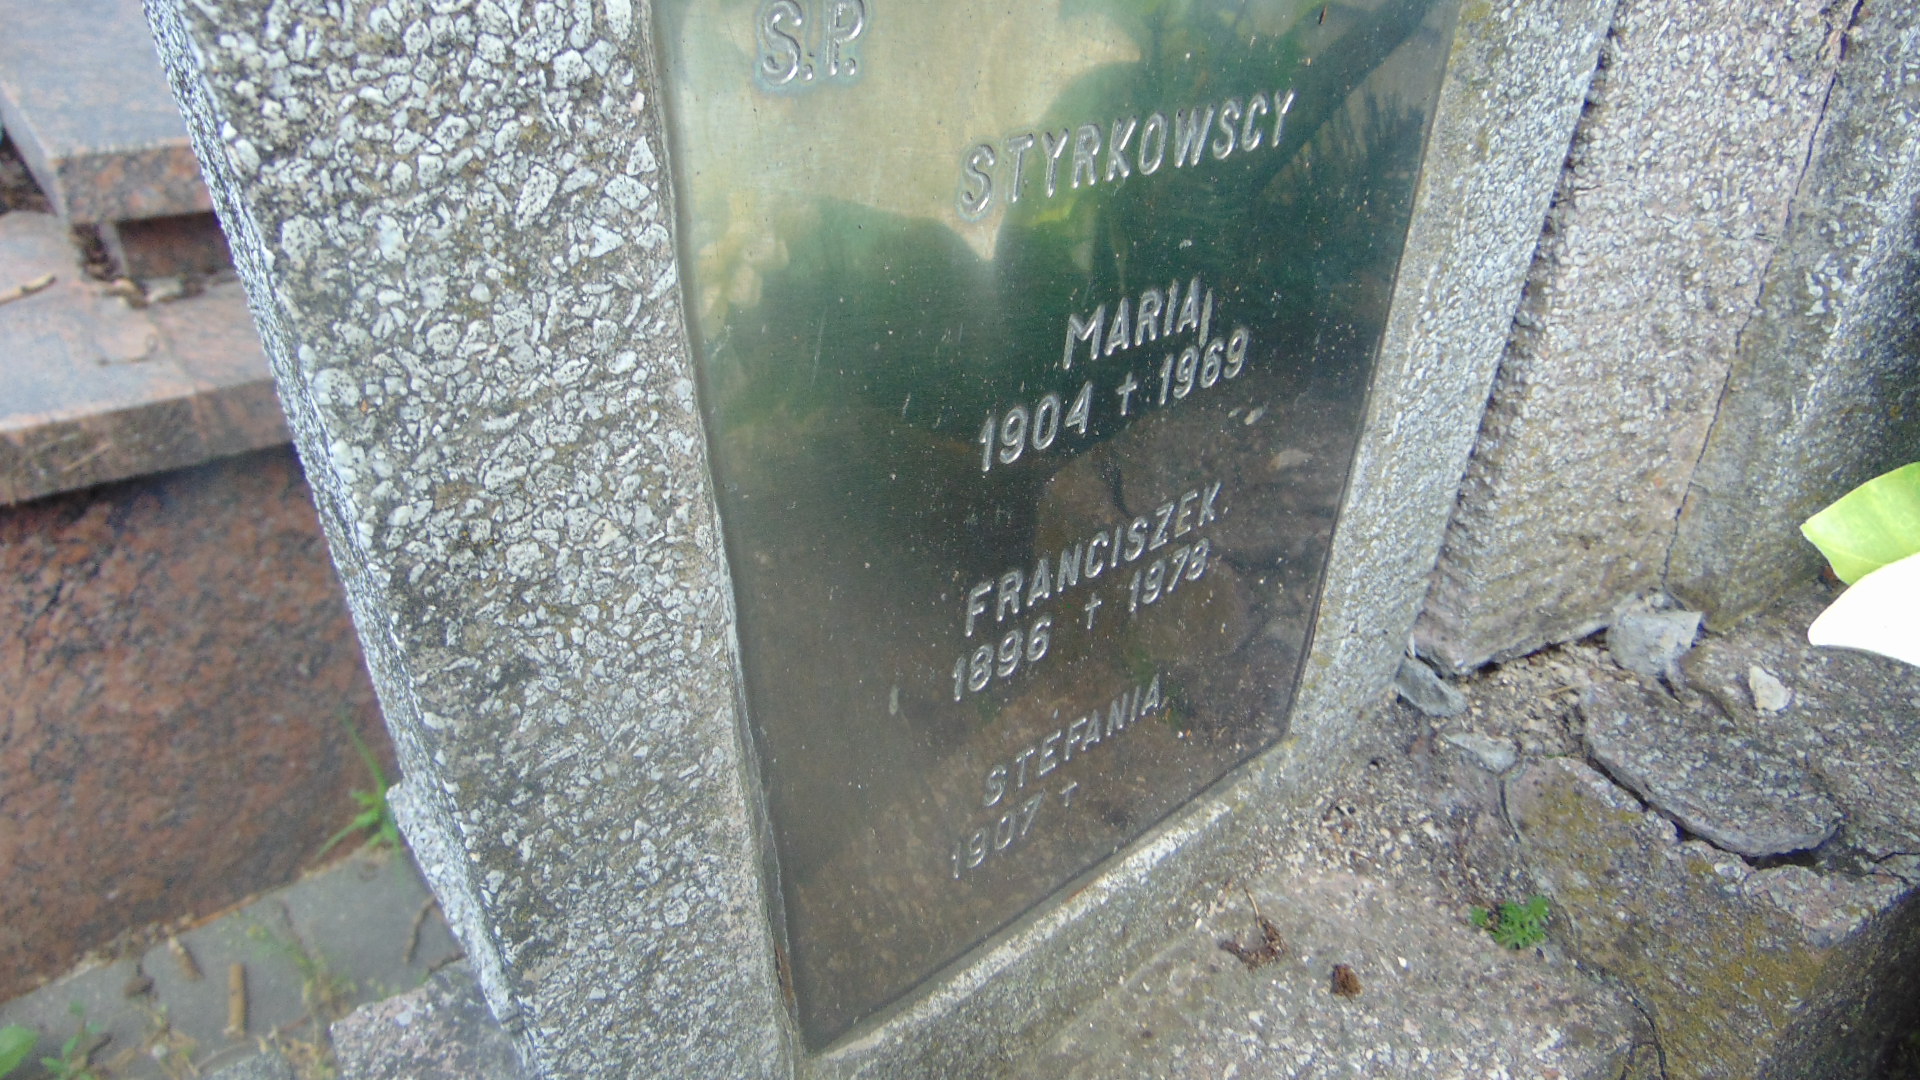 S.P.
STYRKOWSCY
MARIA,
1904 + 1969
FRANCISZEK.
1896 + 1978
STEFANIA.
1907 +